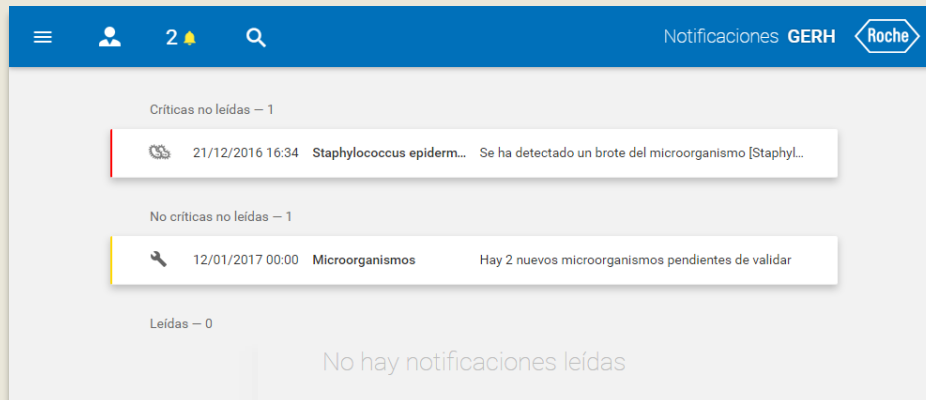 2
Notificaciones GERH
Roche
Críticas no leídas — 1
21/12/2016 16:34 Staphylococcus epiderm... Se ha detectado un brote del microorganismo [Staphyl...
No críticas no leídas — 1
12/01/2017 00:00 Microorganismos Hay 2 nuevos microorganismos pendientes de validar
Leídas — 0
No hay notificaciones leídas